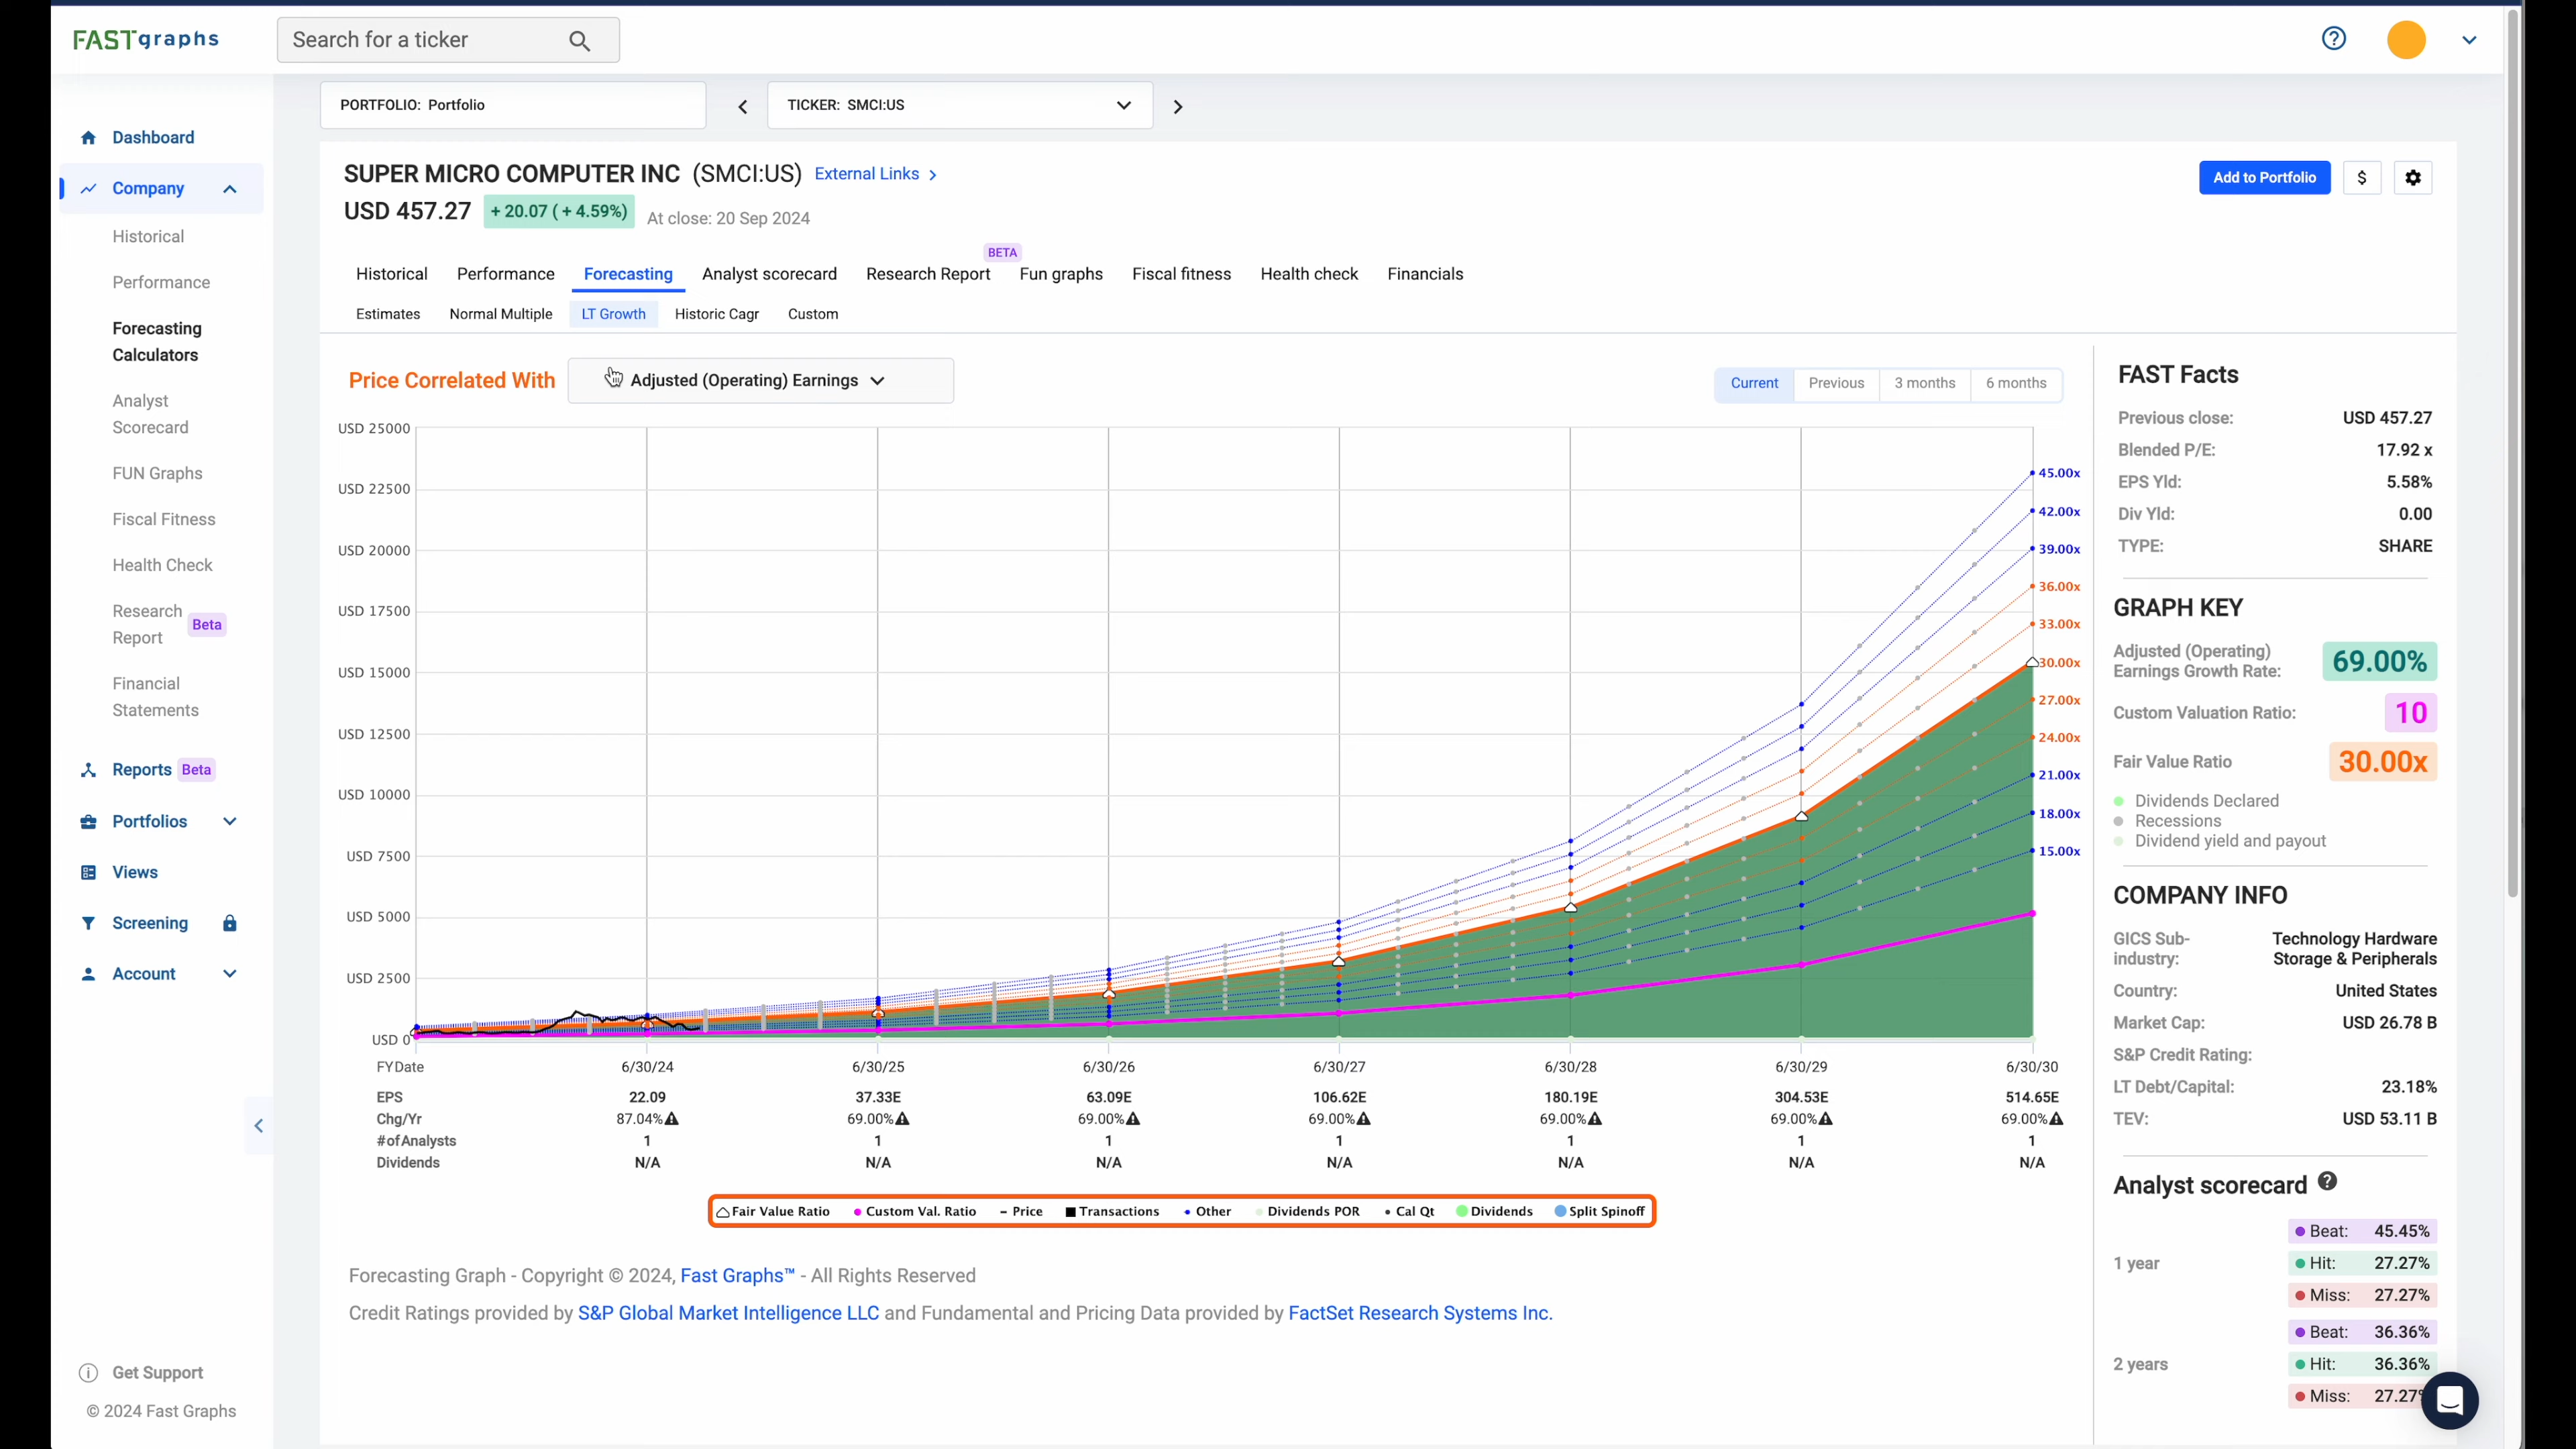 FASTgraphs
Search for a ticker
PORTFOLIO: Portfolio
TICKER: SMCI:US
Dashboard
Company
Historical
Performance
Forecasting
Calculators
Analyst
Scorecard
FUN Graphs
Fiscal Fitness
Health Check
Research
Report
Beta
Financial
Statements
Reports Beta
Portfolios
Views
Screening
Account
Get Support
© 2024 Fast Graphs
SUPER MICRO COMPUTER INC (SMCI:US) External Links
USD 457.27 + 20.07 ( + 4.59%) At close: 20 Sep 2024
Add to Portfolio $
BETA
Historical Performance Forecasting Analyst scorecard Research Report Fun graphs Fiscal fitness Health check Financials
Estimates Normal Multiple LT Growth Historic Cagr Custom
Price Correlated With Adjusted (Operating) Earnings
Current Previous 3 months 6 months
USD 25000
USD 22500
USD 20000
USD 17500
USD 15000
USD 12500
USD 10000
USD 7500
USD 5000
USD 2500
USD 0
45.00x
42.00x
39.00x
36.00x
33.00x
30.00x
27.00x
24.00x
21.00x
18.00x
15.00x
FYDate 6/30/24 6/30/25 6/30/26 6/30/27 6/30/28 6/30/29 6/30/30
EPS 22.09 37.33E 63.09E 106.62E 180.19E 304.53E 514.65E
Chg/Yr 87.04% 69.00% 69.00% 69.00% 69.00% 69.00% 69.00%
#ofAnalysts 1 1 1 1 1 1 1
Dividends N/A N/A N/A N/A N/A N/A N/A
Fair Value Ratio Custom Val. Ratio Price Transactions Other Dividends POR Cal Qt Dividends Split Spinoff
Forecasting Graph - Copyright © 2024, Fast Graphs™ - All Rights Reserved
Credit Ratings provided by S&P Global Market Intelligence LLC and Fundamental and Pricing Data provided by FactSet Research Systems Inc.
FAST Facts
Previous close: USD 457.27
Blended P/E: 17.92 x
EPS Yld: 5.58%
Div Yld: 0.00
TYPE: SHARE
GRAPH KEY
Adjusted (Operating)
Earnings Growth Rate: 69.00%
Custom Valuation Ratio: 10
Fair Value Ratio 30.00x
Dividends Declared
Recessions
Dividend yield and payout
COMPANY INFO
GICS Sub-
industry: Technology Hardware
Storage & Peripherals
Country: United States
Market Cap: USD 26.78 B
S&P Credit Rating:
LT Debt/Capital: 23.18%
TEV: USD 53.11 B
Analyst scorecard
1 year
Beat: 45.45%
Hit: 27.27%
Miss: 27.27%
2 years
Beat: 36.36%
Hit: 36.36%
Miss: 27.27%